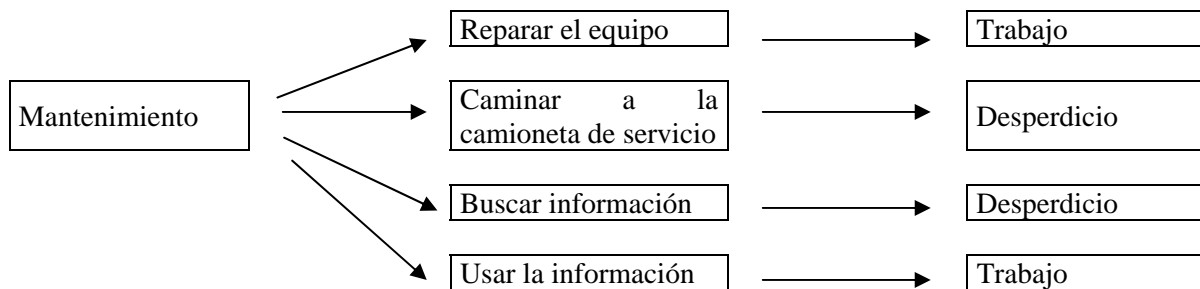 Reparar el equipo
Trabajo
Mantenimiento
Caminar a la
camioneta de servicio
Desperdicio
Buscar información
Desperdicio
Usar la información
Trabajo